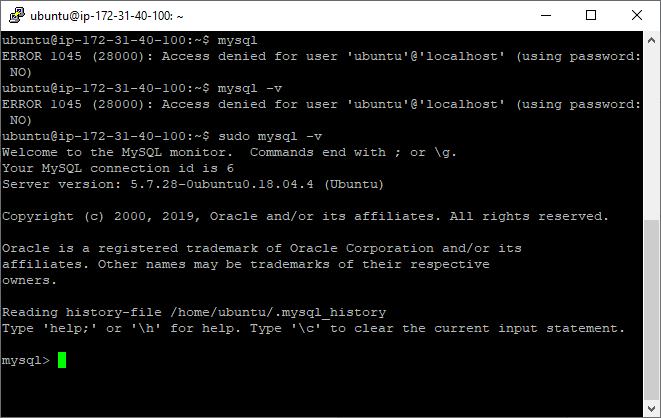 ubuntu@ip-172-31-40-100: ~
ubuntu@ip-172-31-40-100:~$ mysql
ERROR 1045 (28000): Access denied for user 'ubuntu'@'localhost' (using password:
 NO)
ubuntu@ip-172-31-40-100:~$ mysql -v
ERROR 1045 (28000): Access denied for user 'ubuntu'@'localhost' (using password:
 NO)
ubuntu@ip-172-31-40-100:~$ sudo mysql -v
Welcome to the MySQL monitor.  Commands end with ; or \g.
Your MySQL connection id is 6
Server version: 5.7.28-0ubuntu0.18.04.4 (Ubuntu)

Copyright (c) 2000, 2019, Oracle and/or its affiliates. All rights reserved.

Oracle is a registered trademark of Oracle Corporation and/or its
affiliates. Other names may be trademarks of their respective
owners.

Reading history-file /home/ubuntu/.mysql_history
Type 'help;' or '\h' for help. Type '\c' to clear the current input statement.

mysql>